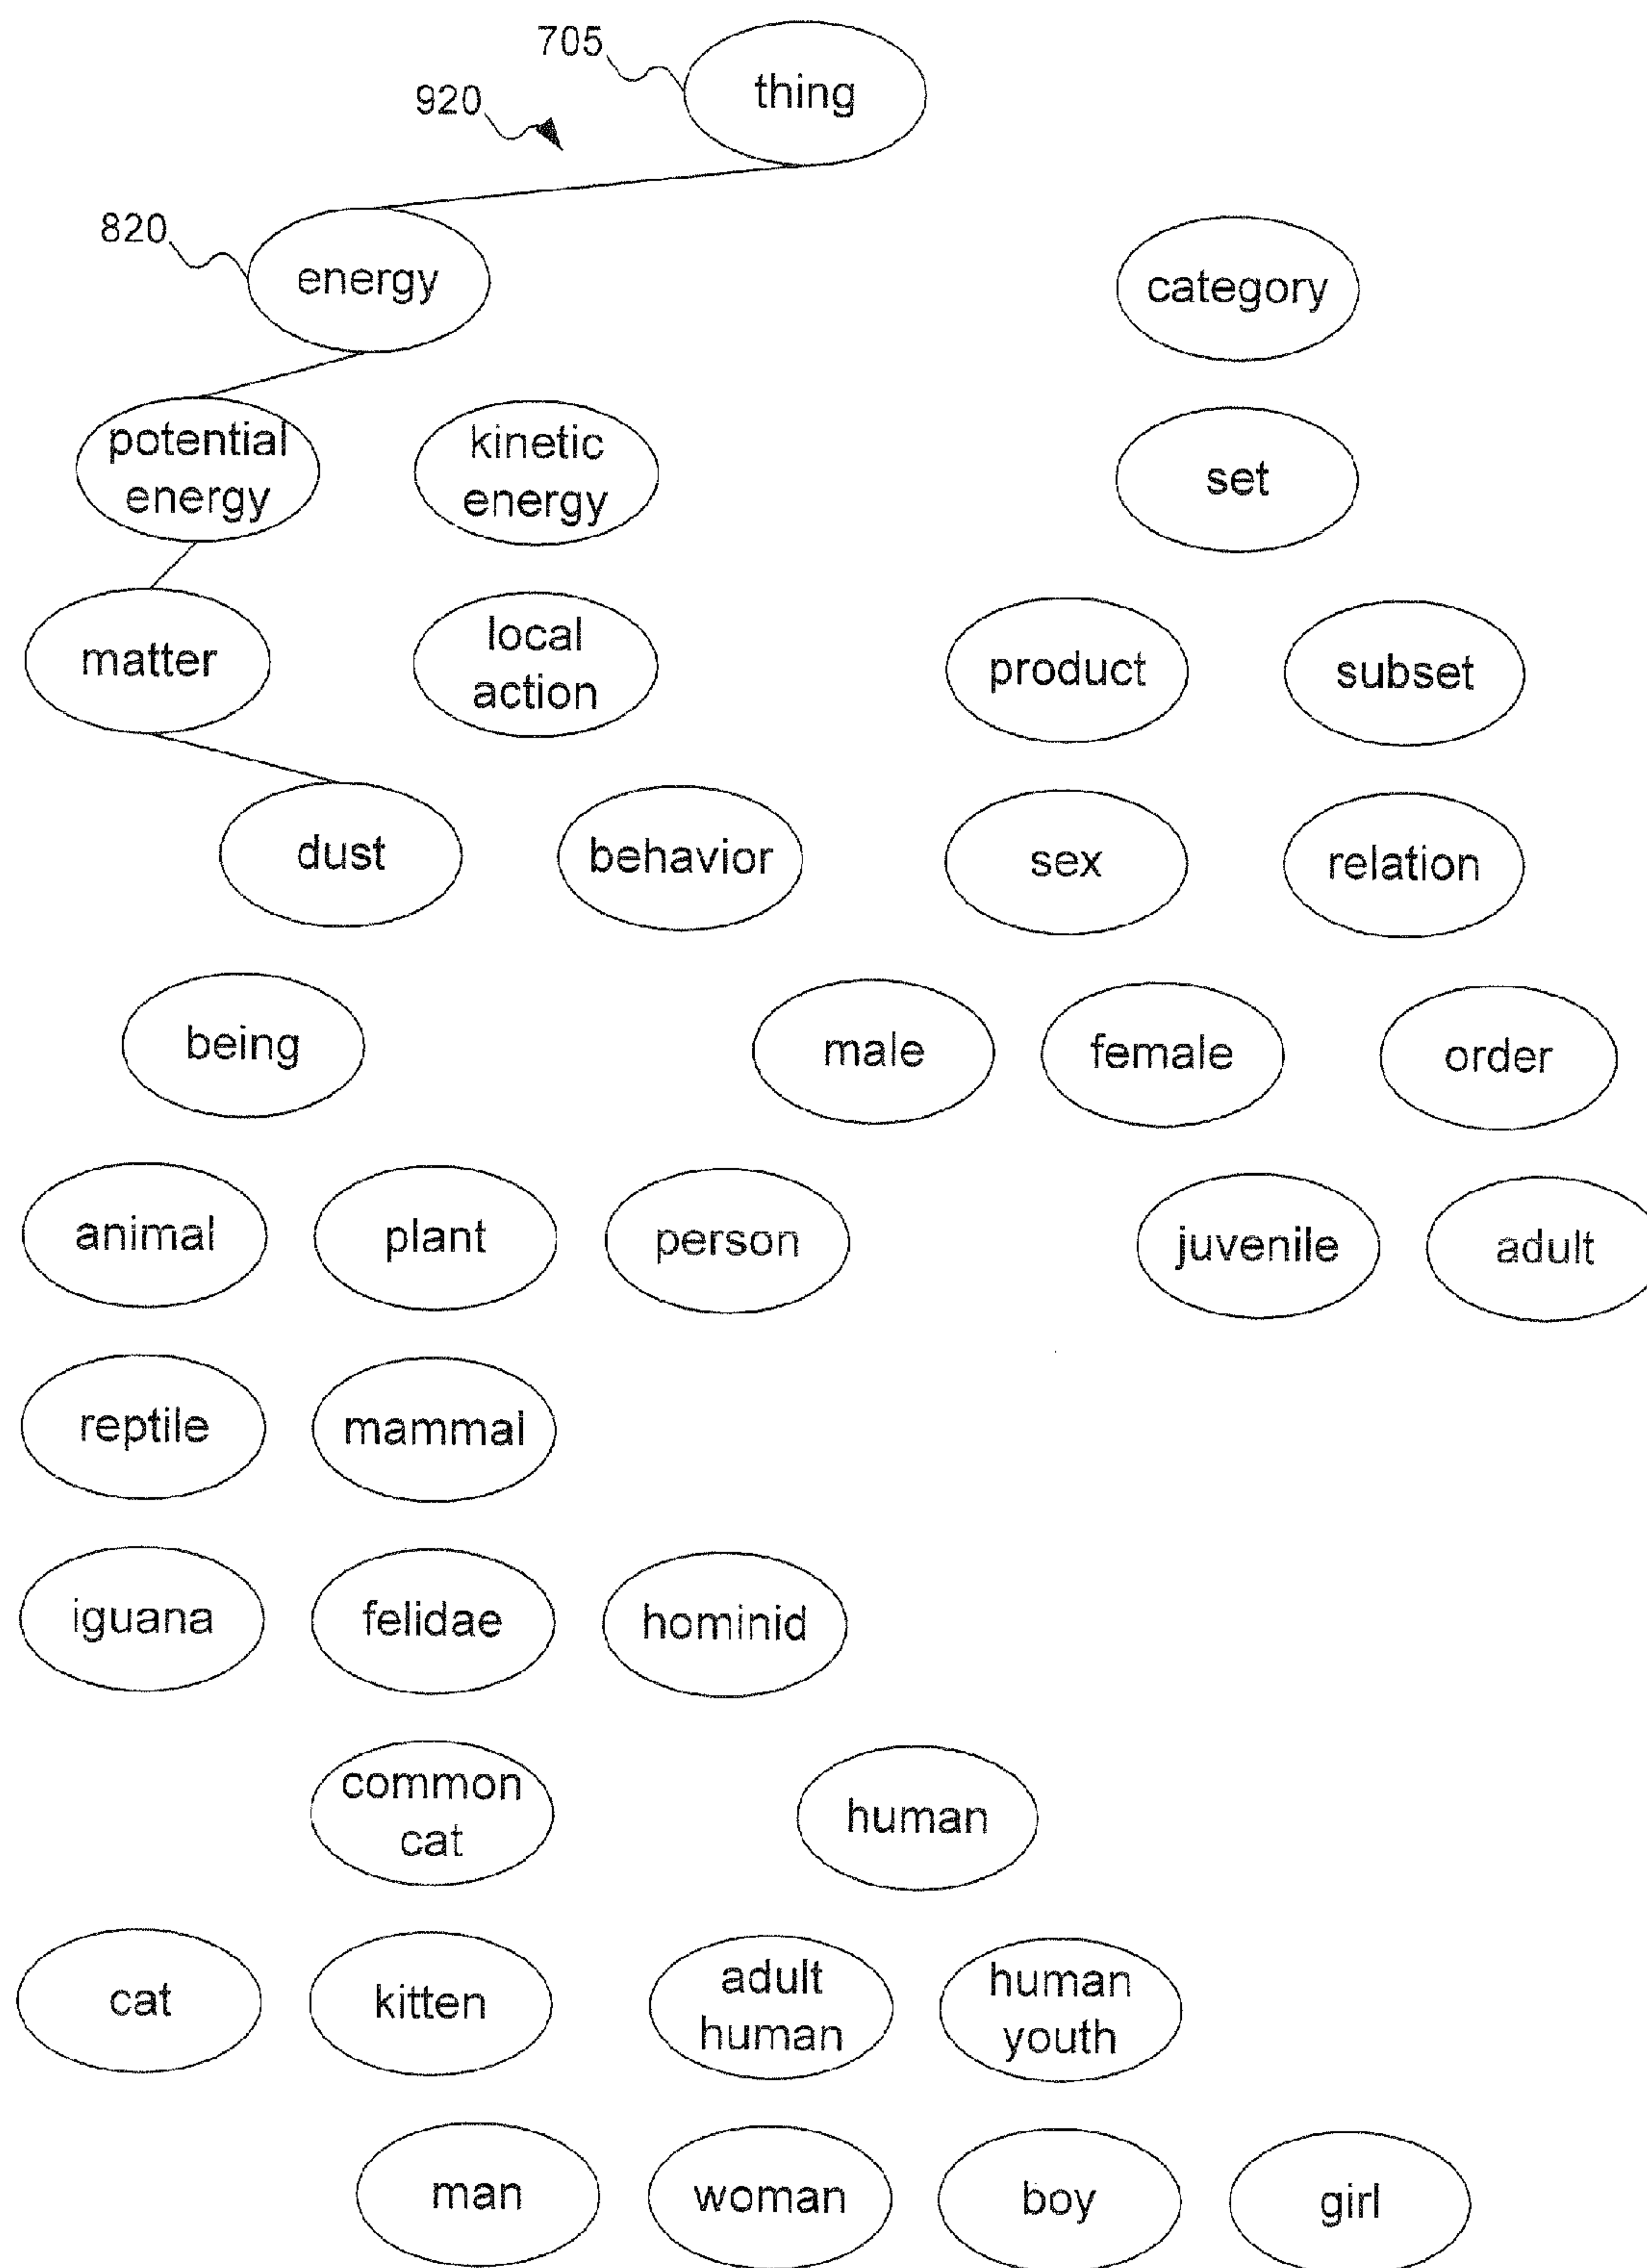 705
thing
920
820
energy
category
potential
energy
kinetic
energy
set
matter
local
action
product
subset
dust
behavior
sex
relation
being
male
female
order
animal
plant
person
juvenile
adult
reptile
mammal
iguana
felidae
hominid
common
cat
human
cat
kitten
adult
human
human
youth
man
woman
boy
girl